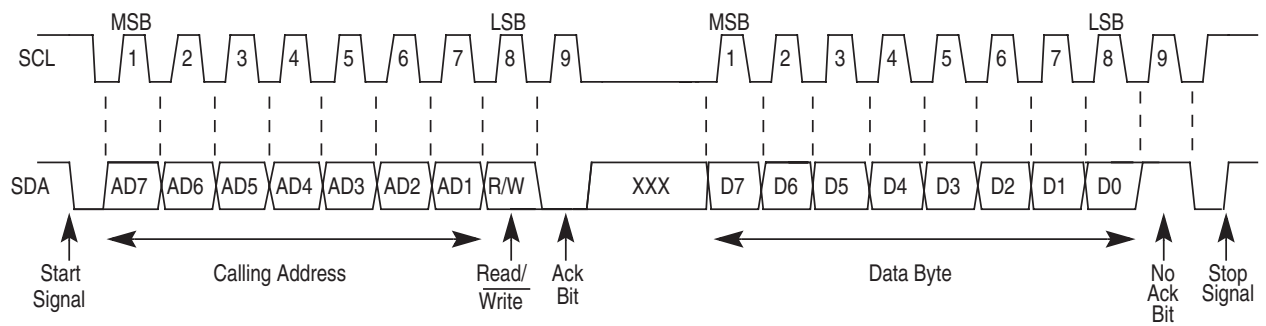 MSB LSB MSB LSB
SCL 1 2 3 4 5 6 7 8 9 1 2 3 4 5 6 7 8 9
SDA AD7 AD6 AD5 AD4 AD3 AD2 AD1 R/W XXX D7 D6 D5 D4 D3 D2 D1 D0
Start Signal
Calling Address
Read/ Write
Ack Bit
Data Byte
No Ack Bit
Stop Signal